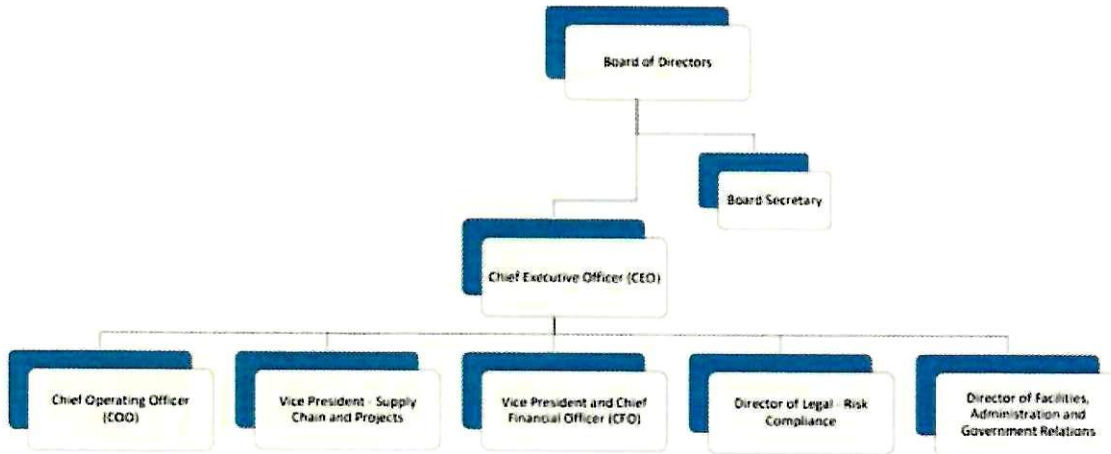 Board of Directors
Board Secretary
Chief Executive Officer (CEO)
Chief Operating Officer
(COO)
Vice President - Supply
Chain and Projects
Vice President and Chief
Financial Officer (CFO)
Director of Legal - Risk
Compliance
Director of Facilities,
Administration and
Government Relations